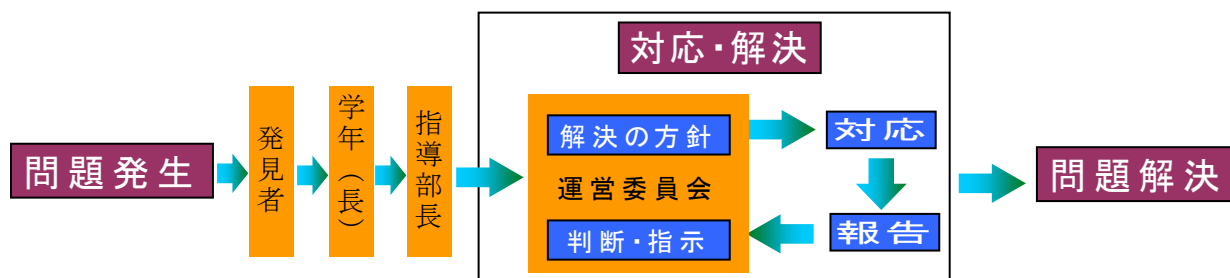 問題発生
発見者
学年（長）
指導部長
対応・解決
解決の方針
運営委員会
判断・指示
対応
報告
問題解決